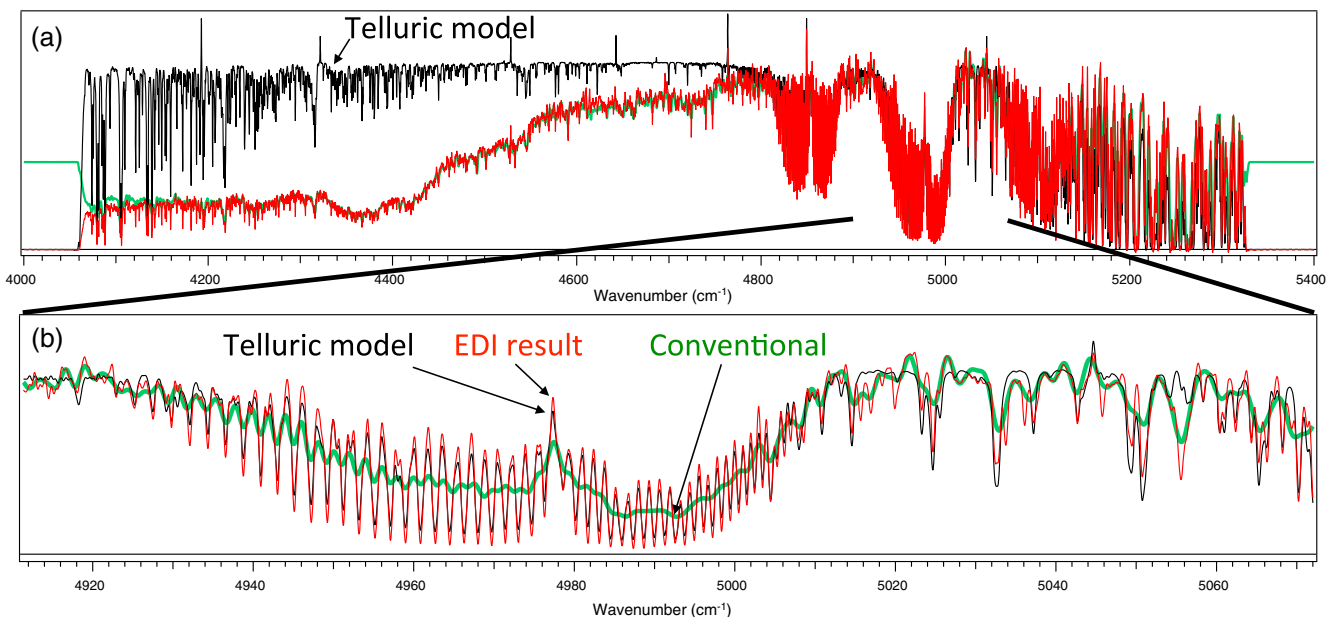 (a)
Telluric model
4000 4200 4400 4600 4800 5000 5200 5400
Wavenumber (cm⁻¹)
(b)
Telluric model EDI result Conventional
4920 4940 4960 4980 5000 5020 5040 5060
Wavenumber (cm⁻¹)